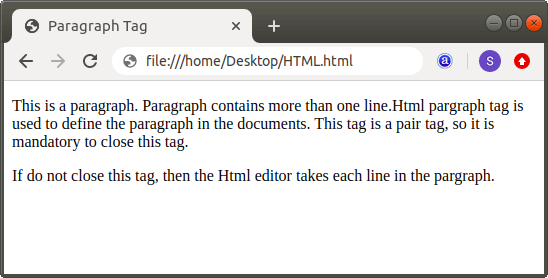 Paragraph Tag
file:///home/Desktop/HTML.html
a
S
This is a paragraph. Paragraph contains more than one line.Html pargraph tag is
used to define the paragraph in the documents. This tag is a pair tag, so it is
mandatory to close this tag.
If do not close this tag, then the Html editor takes each line in the pargraph.